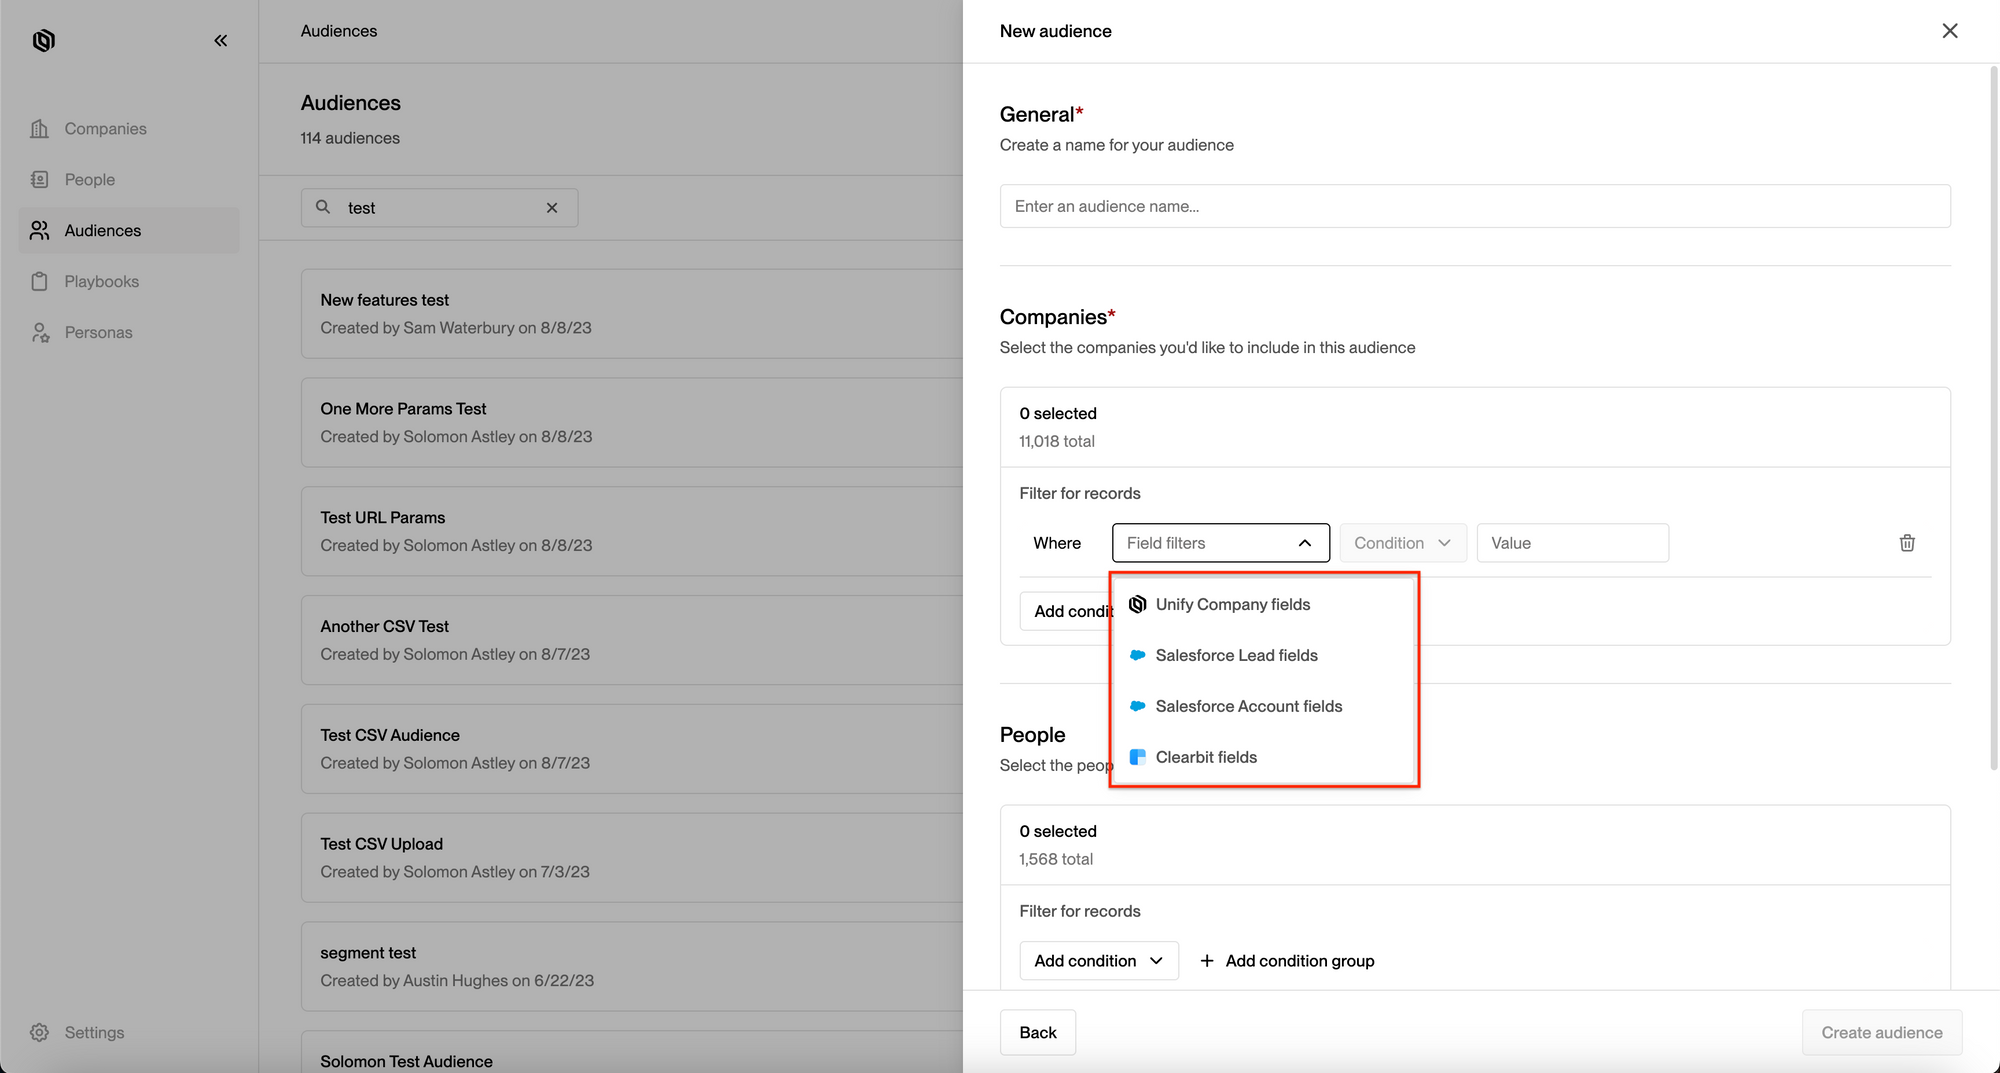 Companies
People
Audiences
Playbooks
Personas
Settings
Audiences
Audiences
114 audiences
test
New features test
Created by Sam Waterbury on 8/8/23
One More Params Test
Created by Solomon Astley on 8/8/23
Test URL Params
Created by Solomon Astley on 8/8/23
Another CSV Test
Created by Solomon Astley on 8/7/23
Test CSV Audience
Created by Solomon Astley on 8/7/23
Test CSV Upload
Created by Solomon Astley on 7/3/23
segment test
Created by Austin Hughes on 6/22/23
Solomon Test Audience
New audience
General*
Create a name for your audience
Enter an audience name...
Companies*
Select the companies you'd like to include in this audience
0 selected
11,018 total
Filter for records
Where Field filters Condition Value
Add condit
Unify Company fields
Salesforce Lead fields
Salesforce Account fields
Clearbit fields
People
Select the peop
0 selected
1,568 total
Filter for records
Add condition + Add condition group
Back Create audience